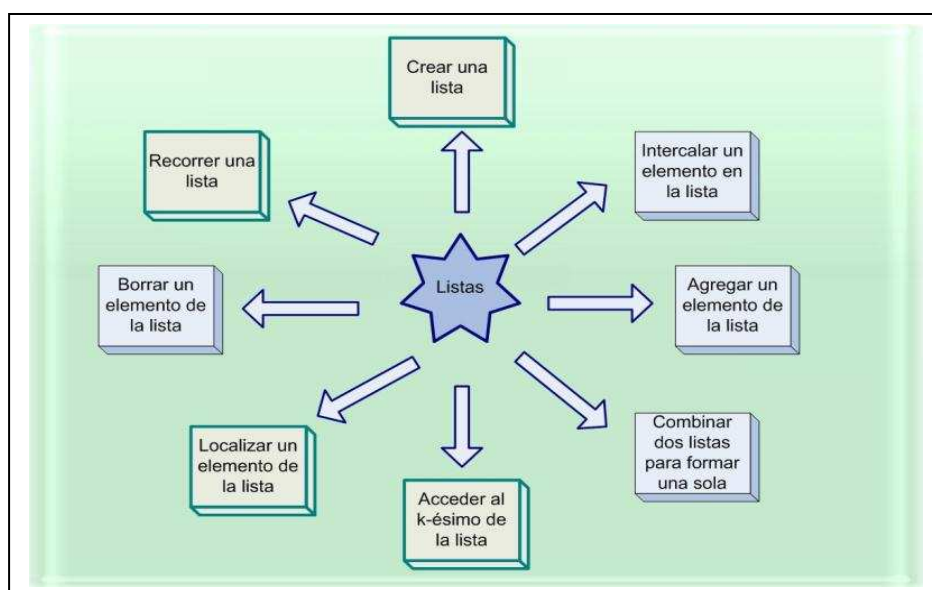 Crear una
lista
Recorrer una
lista
Intercalar un
elemento en
la lista
Listas
Borrar un
elemento de
la lista
Agregar un
elemento de
la lista
Localizar un
elemento de
la lista
Acceder al
k-ésimo de
la lista
Combinar
dos listas
para formar
una sola